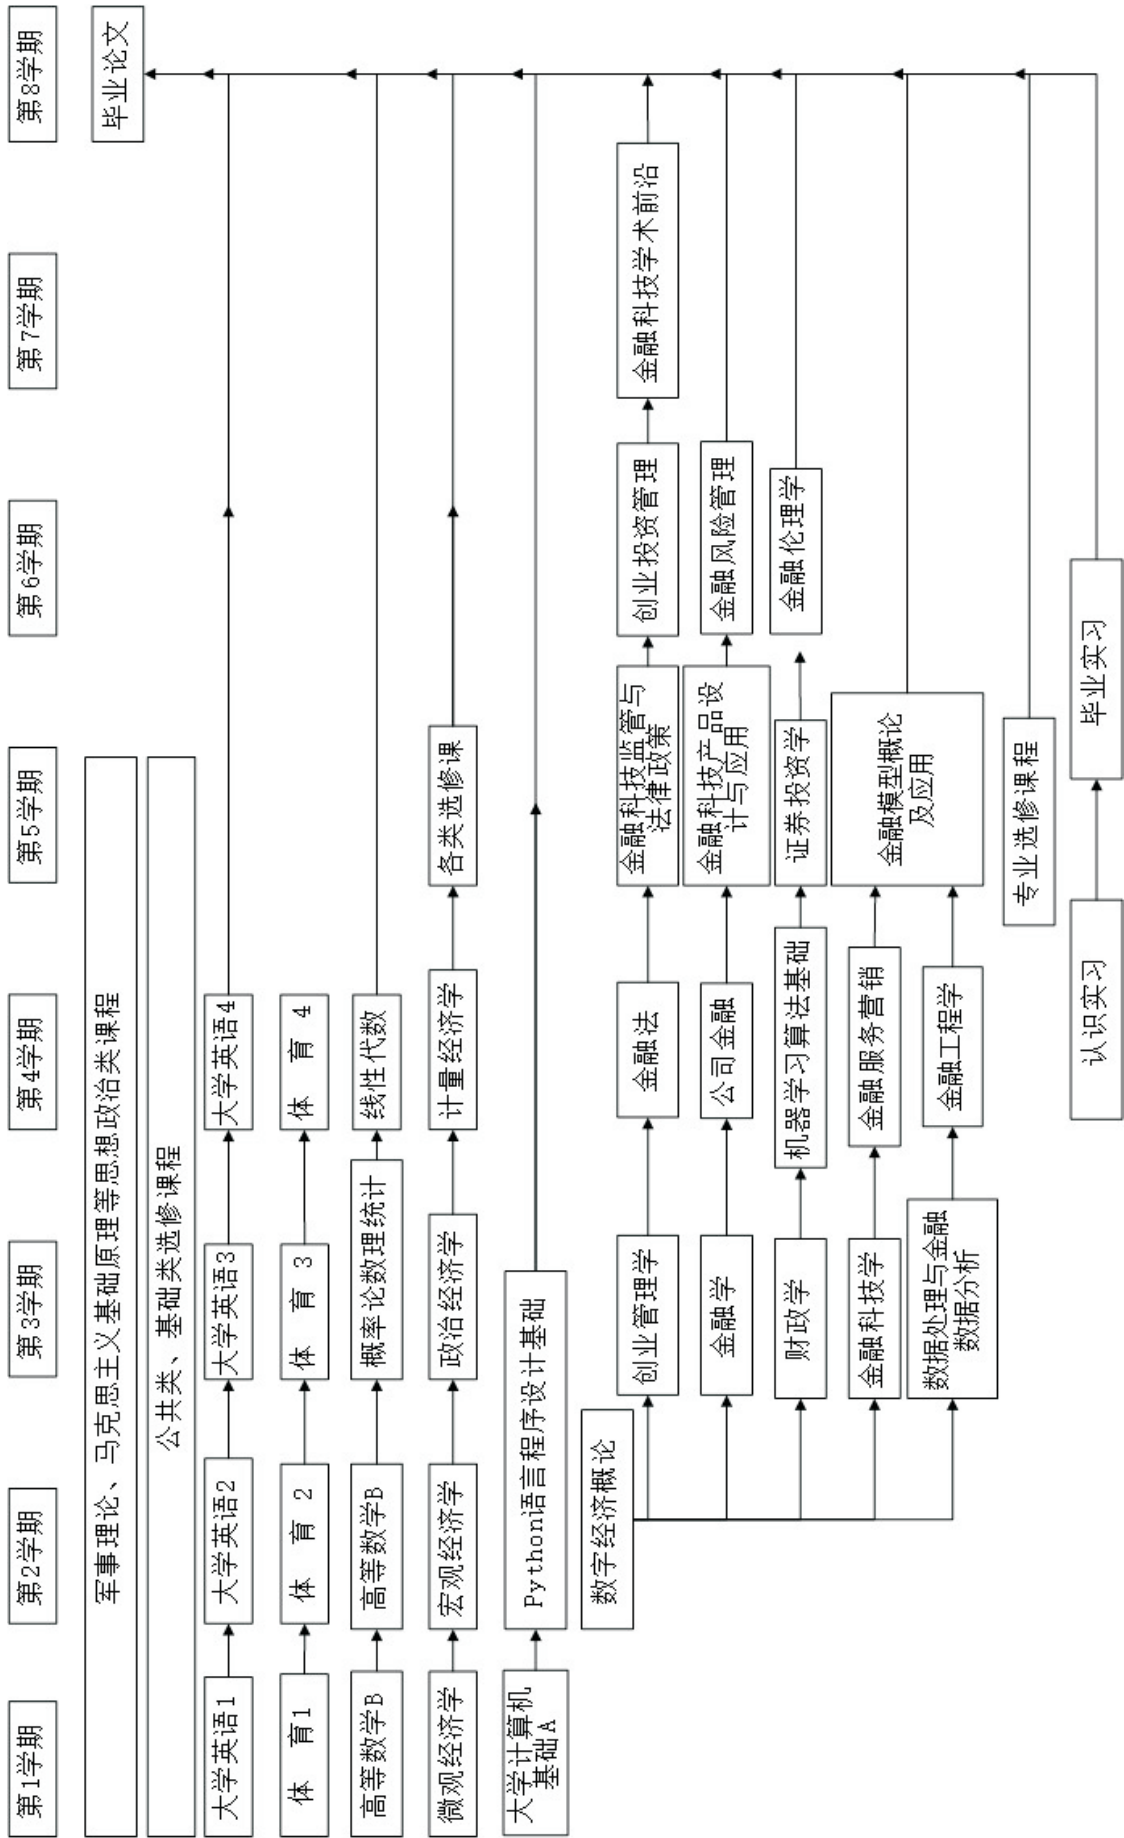 第1学期
第2学期
第3学期
第4学期
第5学期
第6学期
第7学期
第8学期
军事理论、马克思主义基础原理等思想政治类课程
毕业论文
公共类、基础类选修课程
大学英语1
大学英语2
大学英语3
大学英语4
体 育1
体 育 2
体 育 3
体 育 4
高等数学B
高等数学B
概率论数理统计
线性代数
微观经济学
宏观经济学
政治经济学
计量经济学
各类选修课
大学计算机
基础A
Python语言程序设计基础
数字经济概论
创业管理学
金融法
金融科技监管与
法律政策
创业投资管理
金融科技学术前沿
金融学
公司金融
金融科技产品设
计与应用
金融风险管理
财政学
机器学习算法基础
证券投资学
金融伦理学
金融科技学
金融服务营销
金融模型概论
及应用
数据处理与金融
数据分析
金融工程学
专业选修课程
认识实习
毕业实习